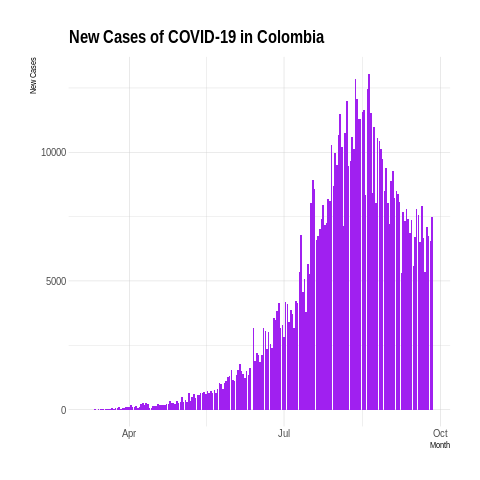 New Cases of COVID-19 in Colombia
New Cases
10000
5000
0
Apr Jul Oct
Month